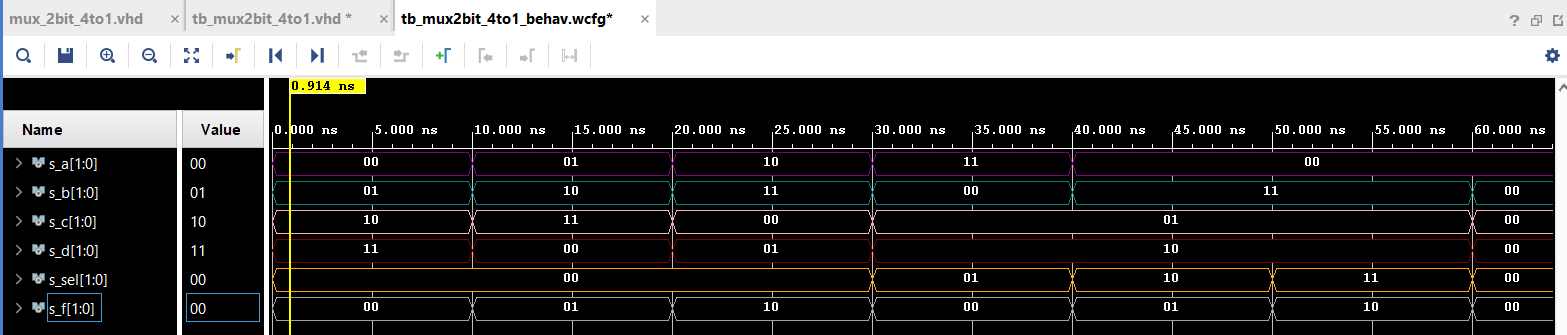 mux_2bit_4to1.vhd × tb_mux2bit_4to1.vhd * × tb_mux2bit_4to1_behav.wcfg* ×
0.914 ns
Name Value 0.000 ns 5.000 ns 10.000 ns 15.000 ns 20.000 ns 25.000 ns 30.000 ns 35.000 ns 40.000 ns 45.000 ns 50.000 ns 55.000 ns 60.000 ns
s_a[1:0] 00 00 01 10 11 00
s_b[1:0] 01 01 10 11 00 11 00
s_c[1:0] 10 10 11 00 01 00
s_d[1:0] 11 11 00 01 10 00
s_sel[1:0] 00 00 01 10 11 00
s_f[1:0] 00 00 01 10 00 01 10 00